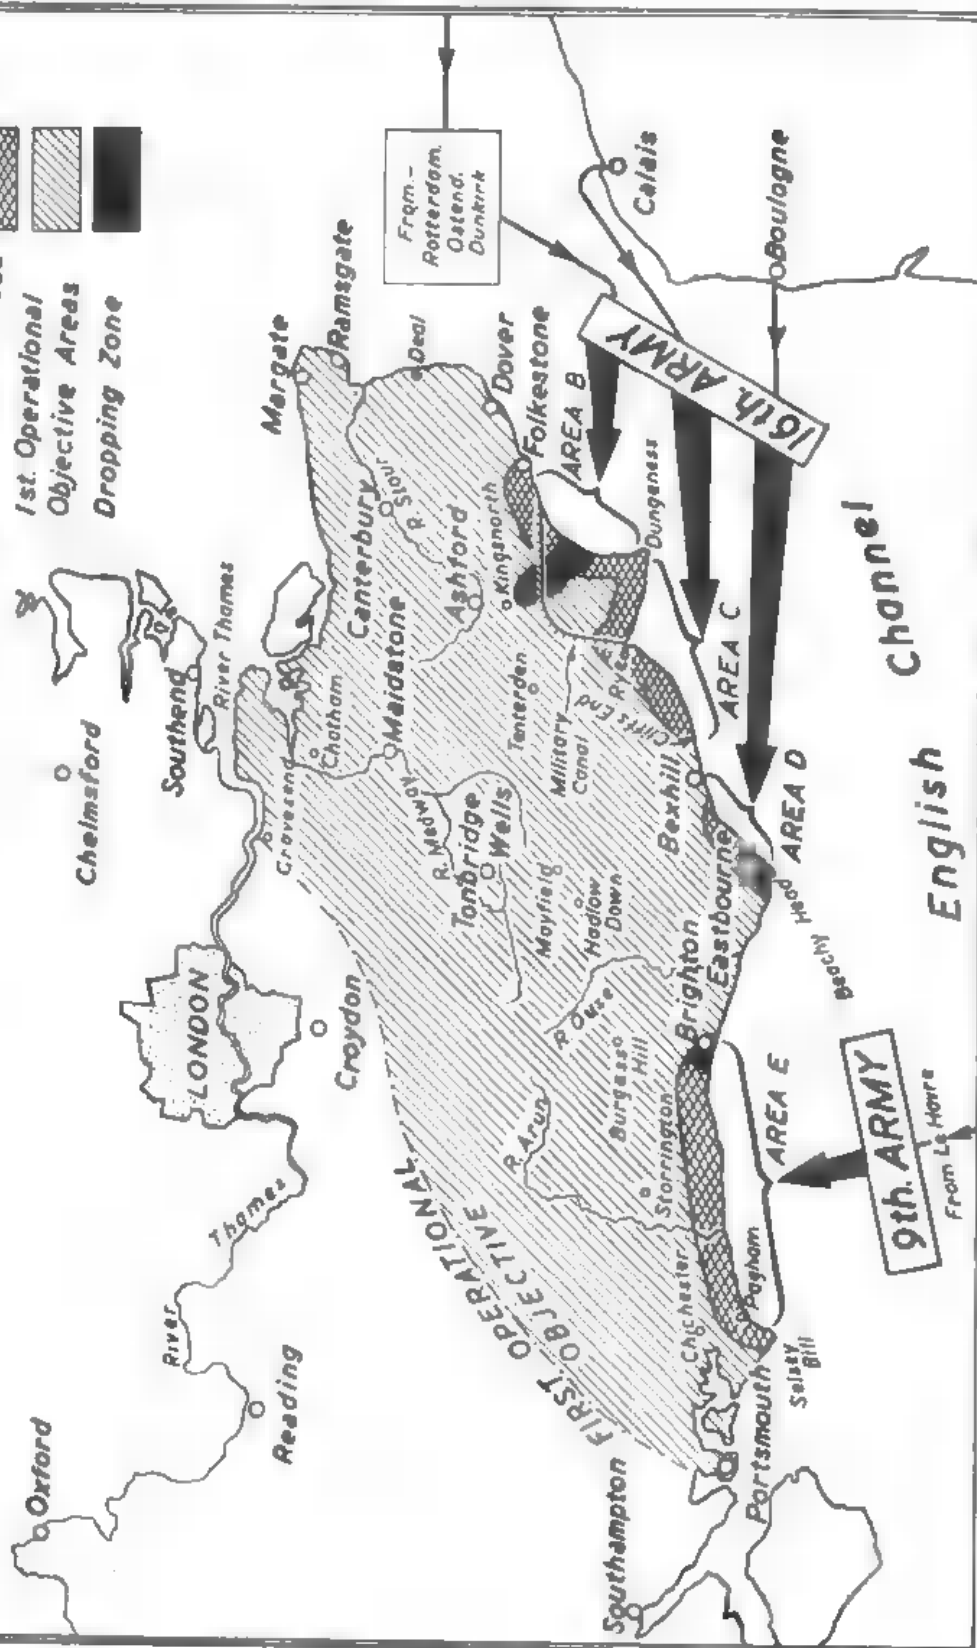 1st. Operational
Objective Areas
Dropping Zone
Oxford
Reading
River
Thames
LONDON
Croydon
Chelmsford
Southend
River Thames
Margate
Ramsgate
From.-
Rotterdam.
Ostend.
Dunkirk
Calais
Boulogne
Deal
Dover
Folkestone
Canterbury
R. Stour
Ashford
Kingsnorth
Chatham
Maidstone
Gravesend
R. Medway
Tonbridge
Wells
Tenterden
Military
Canal
Cliffs End
Rye
Dungeness
Mayfield
Hadlow
Down
Bexhill
Eastbourne
Beachy Head
Brighton
R. Ouse
Burgess
Hill
R. Arun
Storrington
Chichester
Pagham
Selsey
Bill
Portsmouth
Southampton
FIRST OPERATIONAL
OBJECTIVE
AREA B
AREA C
AREA D
AREA E
16th. ARMY
9th. ARMY
From Le Havre
English Channel